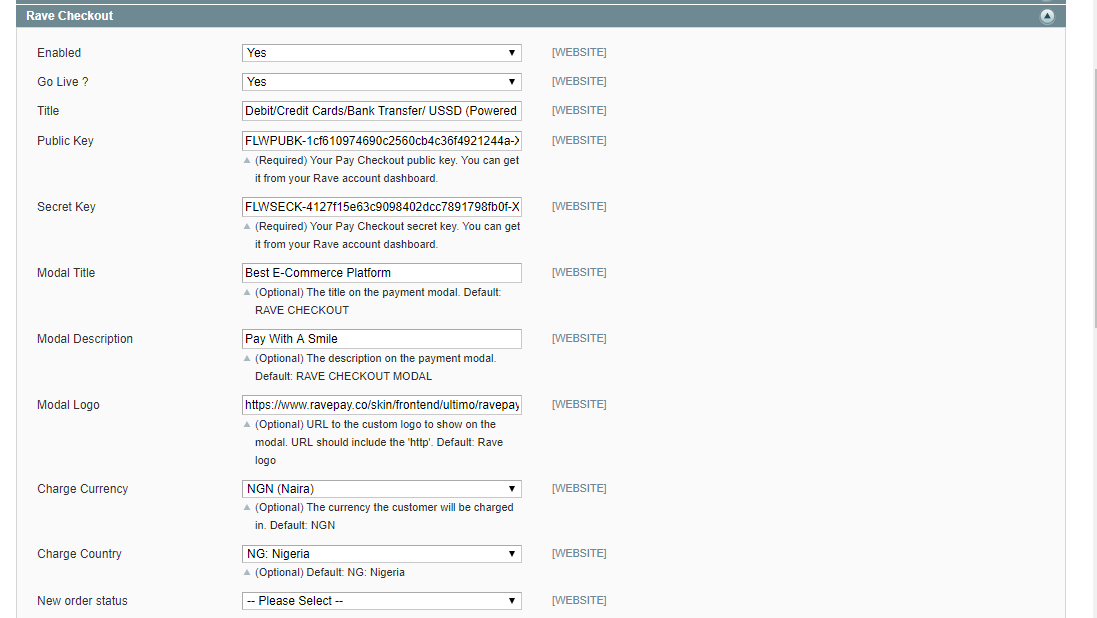 Rave Checkout
Enabled Yes [WEBSITE]
Go Live ? Yes [WEBSITE]
Title Debit/Credit Cards/Bank Transfer/ USSD (Powered [WEBSITE]
Public Key FLWPUBK-1cf610974690c2560cb4c36f4921244a-X [WEBSITE]
(Required) Your Pay Checkout public key. You can get
it from your Rave account dashboard.
Secret Key FLWSECK-4127f15e63c9098402dcc7891798fb0f-X [WEBSITE]
(Required) Your Pay Checkout secret key. You can get
it from your Rave account dashboard.
Modal Title Best E-Commerce Platform [WEBSITE]
(Optional) The title on the payment modal. Default:
RAVE CHECKOUT
Modal Description Pay With A Smile [WEBSITE]
(Optional) The description on the payment modal.
Default: RAVE CHECKOUT MODAL
Modal Logo https://www.ravepay.co/skin/frontend/ultimo/ravepay [WEBSITE]
(Optional) URL to the custom logo to show on the
modal. URL should include the 'http'. Default: Rave
logo
Charge Currency NGN (Naira) [WEBSITE]
(Optional) The currency the customer will be charged
in. Default: NGN
Charge Country NG: Nigeria [WEBSITE]
(Optional) Default: NG: Nigeria
New order status -- Please Select -- [WEBSITE]